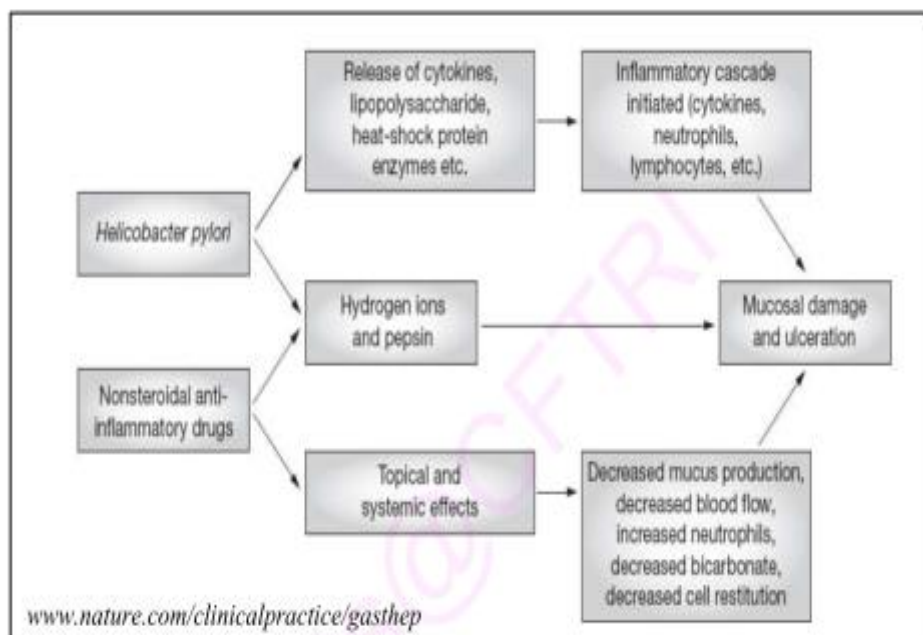 Release of cytokines,
lipopolysaccharide,
heat-shock protein
enzymes etc.
Inflammatory cascade
initiated (cytokines,
neutrophils,
lymphocytes, etc.)
Helicobacter pylori
Hydrogen ions
and pepsin
Mucosal damage
and ulceration
Nonsteroidal anti-
inflammatory drugs
Topical and
systemic effects
Decreased mucus production,
decreased blood flow,
increased neutrophils,
decreased bicarbonate,
decreased cell restitution
www.nature.com/clinicalpractice/gasthep
@CFTRI